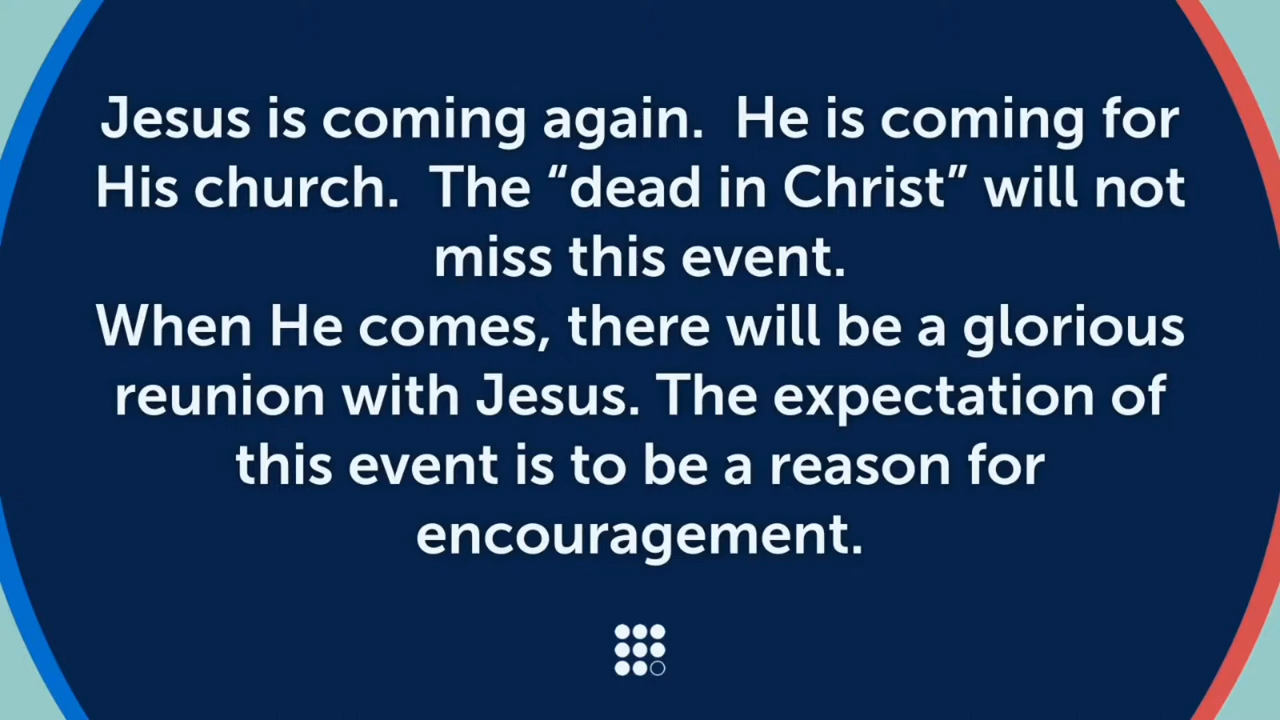 Jesus is coming again.  He is coming for
His church.  The “dead in Christ” will not
miss this event.
When He comes, there will be a glorious
reunion with Jesus. The expectation of
this event is to be a reason for
encouragement.